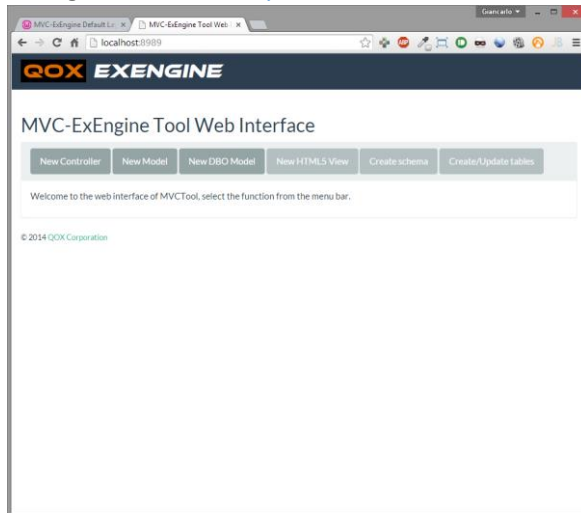 Giancarlo
MVC-ExEngine Default La MVC-ExEngine Tool Web I
localhost:8989
QOX EXENGINE
MVC-ExEngine Tool Web Interface
New Controller New Model New DBO Model New HTML5 View Create schema Create/Update tables
Welcome to the web interface of MVCTool, select the function from the menu bar.
© 2014 QOX Corporation